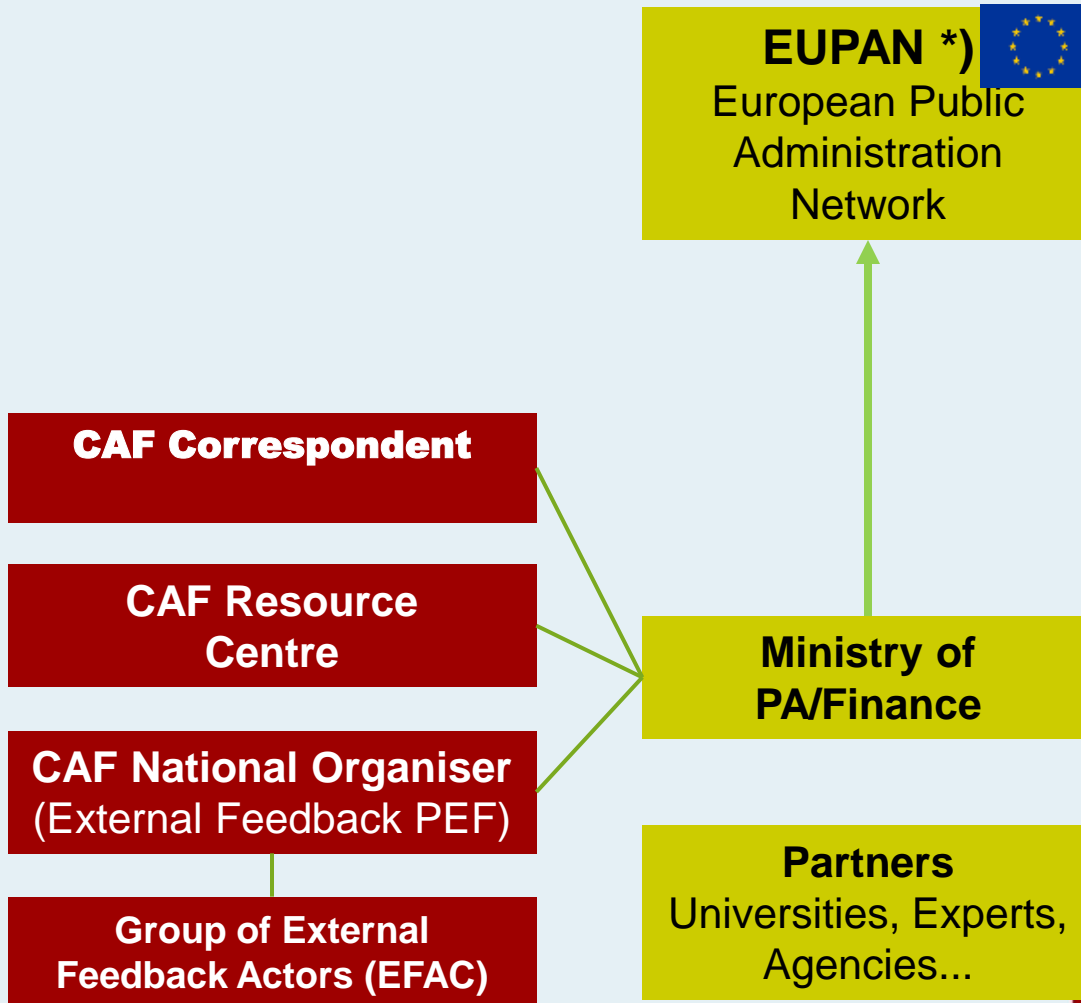 EUPAN *)
European Public
Administration
Network
CAF Correspondent
CAF Resource
Centre
Ministry of
PA/Finance
CAF National Organiser
(External Feedback PEF)
Partners
Universities, Experts,
Agencies...
Group of External
Feedback Actors (EFAC)